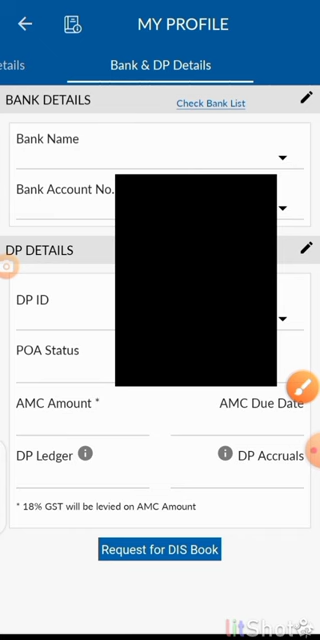 MY PROFILE
etails
Bank & DP Details
BANK DETAILS
Check Bank List
Bank Name
Bank Account No.
DP DETAILS
DP ID
POA Status
AMC Amount *
AMC Due Date
DP Ledger
DP Accruals
* 18% GST will be levied on AMC Amount
Request for DIS Book
litShot